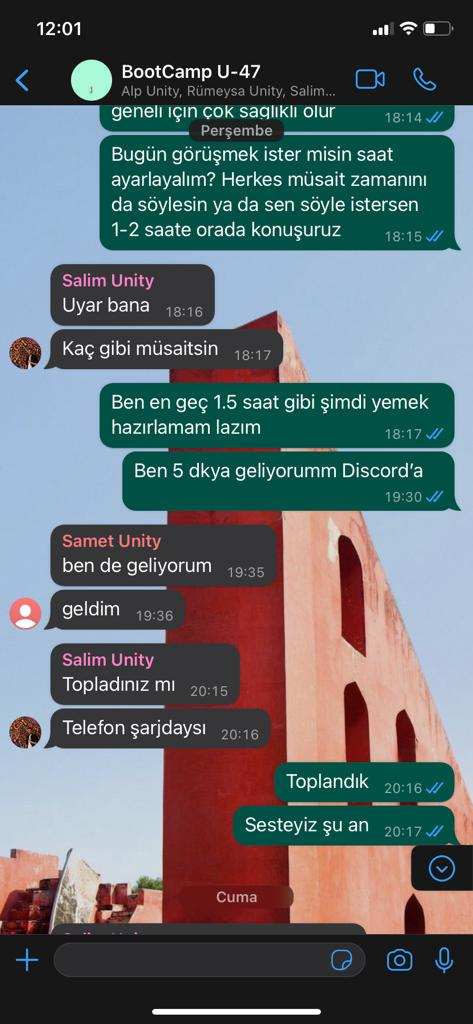 12:01
BootCamp U-47
Alp Unity, Rümeysa Unity, Salim...
geneli için çok sağlıklı olur
18:14
Perşembe
Bugün görüşmek ister misin saat
ayarlayalım? Herkes müsait zamanını
da söylesin ya da sen söyle istersen
1-2 saate orada konuşuruz
18:15
Salim Unity
Uyar bana 18:16
Kaç gibi müsaitsin 18:17
Ben en geç 1.5 saat gibi şimdi yemek
hazırlamam lazım
18:17
Ben 5 dkya geliyorumm Discord’a
19:30
Samet Unity
ben de geliyorum 19:35
geldim 19:36
Salim Unity
Topladınız mı 20:15
Telefon şarjdaysı 20:16
Toplandık 20:16
Sesteyiz şu an 20:17
Cuma